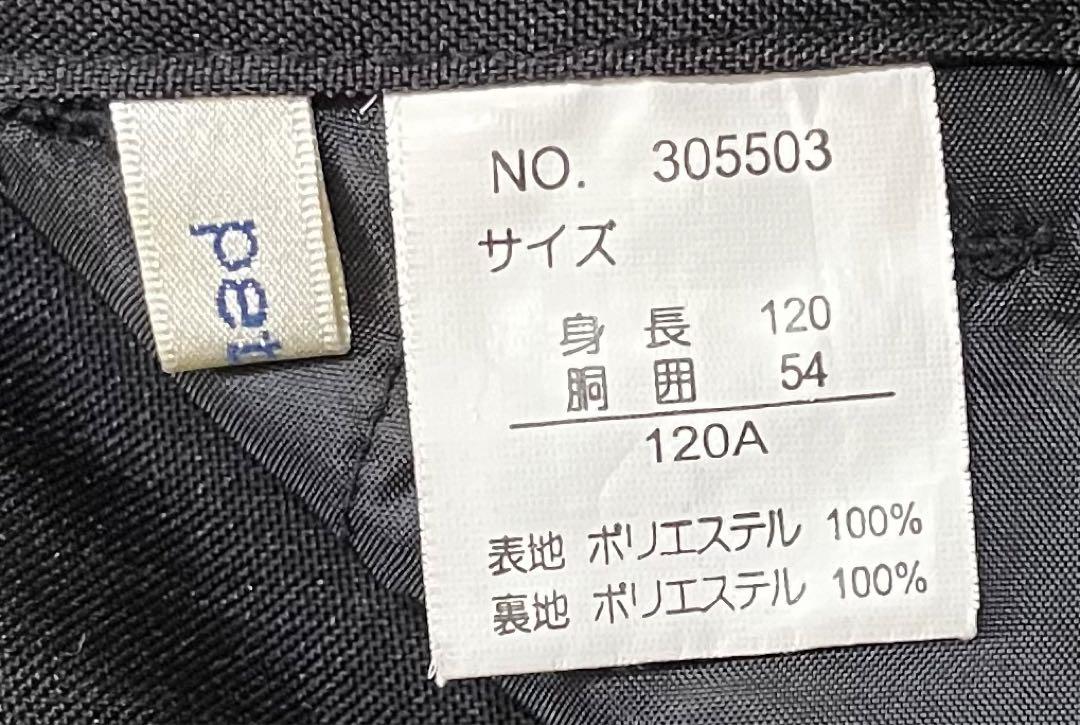 NO. 305503
サイズ
身 長 120
胴 囲 54
120A
表地 ポリエステル 100%
裏地 ポリエステル 100%